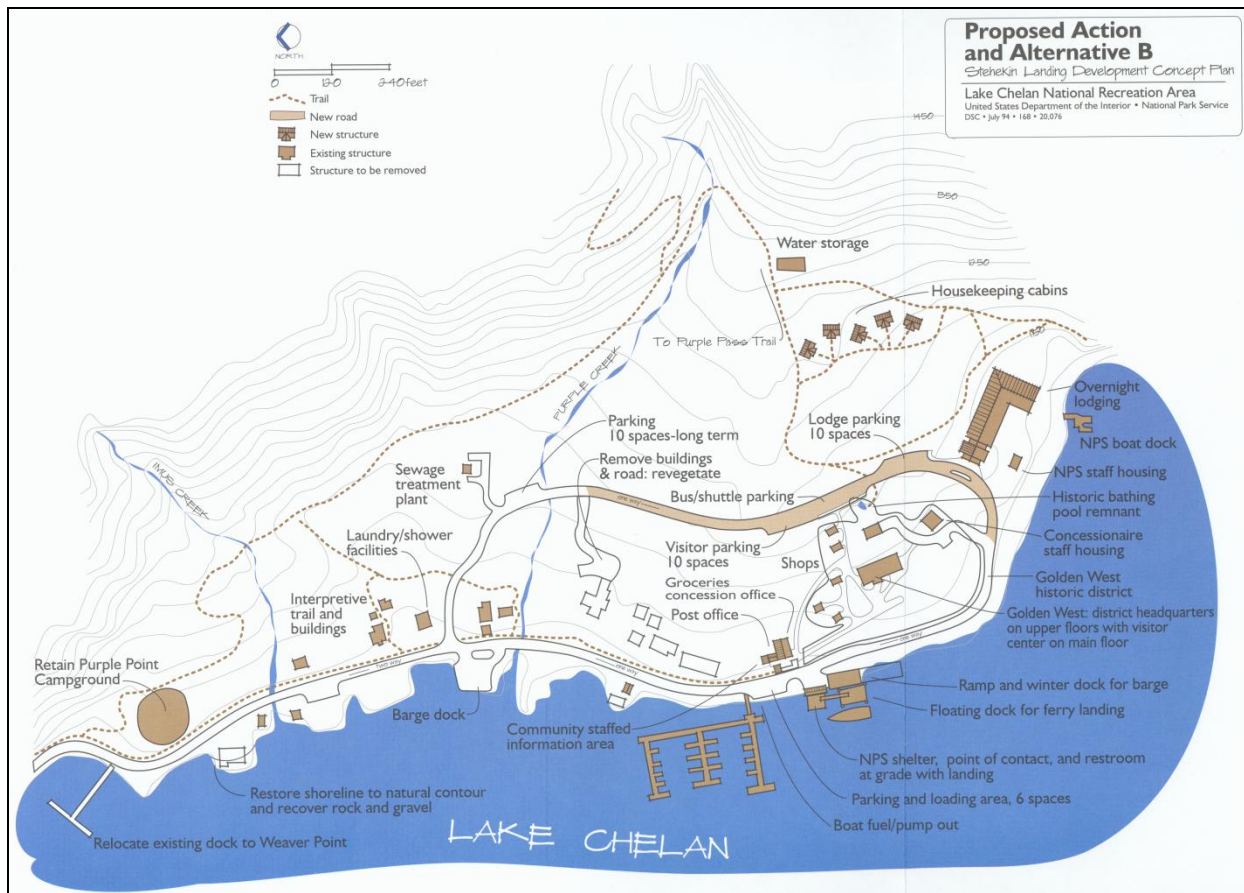 Proposed Action
and Alternative B
Stehekin Landing Development Concept Plan
Lake Chelan National Recreation Area
United States Department of the Interior • National Park Service
DSC • July 94 • 168 • 20,076
NORTH
0 120 240 feet
Trail
New road
New structure
Existing structure
Structure to be removed
1450
1350
1250
Water storage
Housekeeping cabins
To Purple Pass Trail
PURPLE CREEK
IMUS CREEK
Overnight
lodging
NPS boat dock
NPS staff housing
Historic bathing
pool remnant
Concessionaire
staff housing
Golden West
historic district
Golden West: district headquarters
on upper floors with visitor
center on main floor
Lodge parking
10 spaces
Parking
10 spaces-long term
Remove buildings
& road: revegetate
Bus/shuttle parking
one way
Sewage
treatment
plant
Laundry/shower
facilities
Visitor parking
10 spaces
Shops
Groceries
concession office
Post office
Interpretive
trail and
buildings
Retain Purple Point
Campground
Two way
one way
one way
Barge dock
Community staffed
information area
Ramp and winter dock for barge
Floating dock for ferry landing
NPS shelter, point of contact, and restroom
at grade with landing
Parking and loading area, 6 spaces
Boat fuel/pump out
Restore shoreline to natural contour
and recover rock and gravel
Relocate existing dock to Weaver Point
LAKE CHELAN